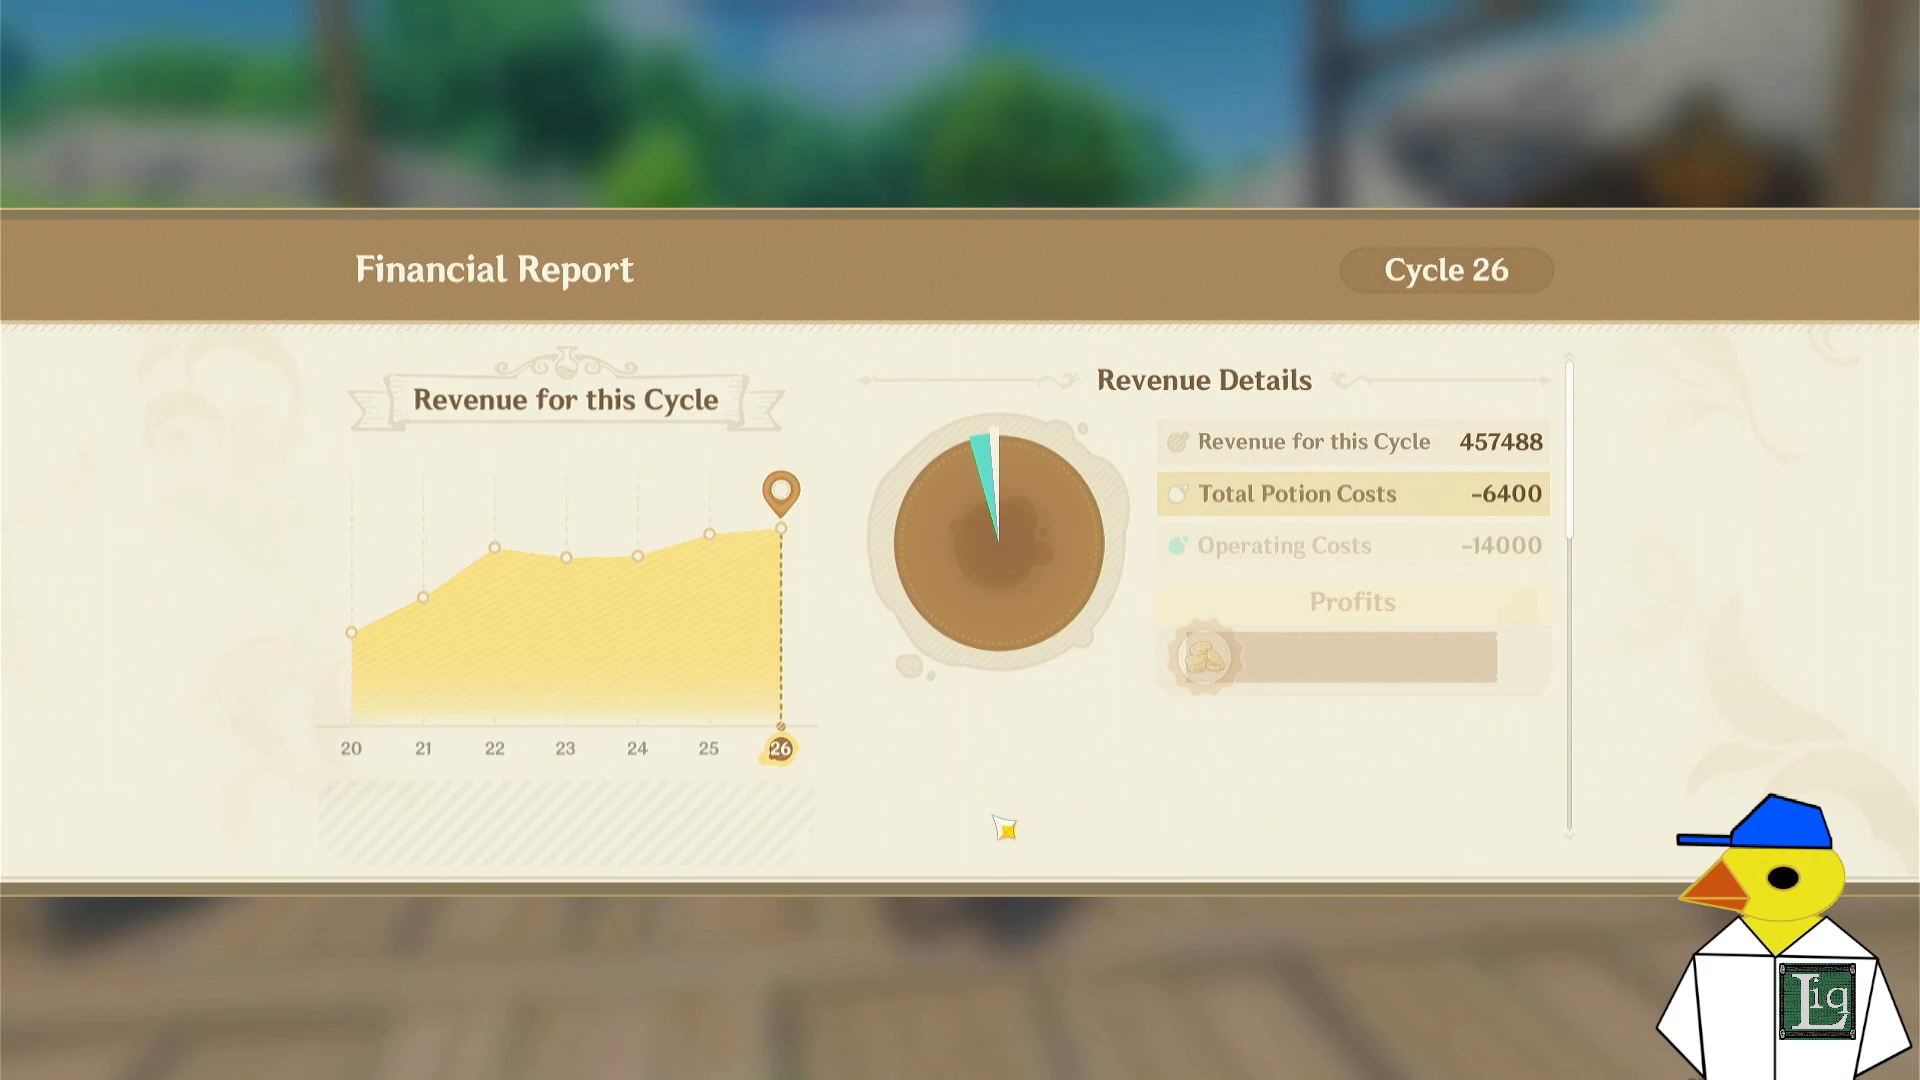 Financial Report
Cycle 26
Revenue for this Cycle
20 21 22 23 24 25 26
Revenue Details
Revenue for this Cycle 457488
Total Potion Costs -6400
Operating Costs -14000
Profits
Liq